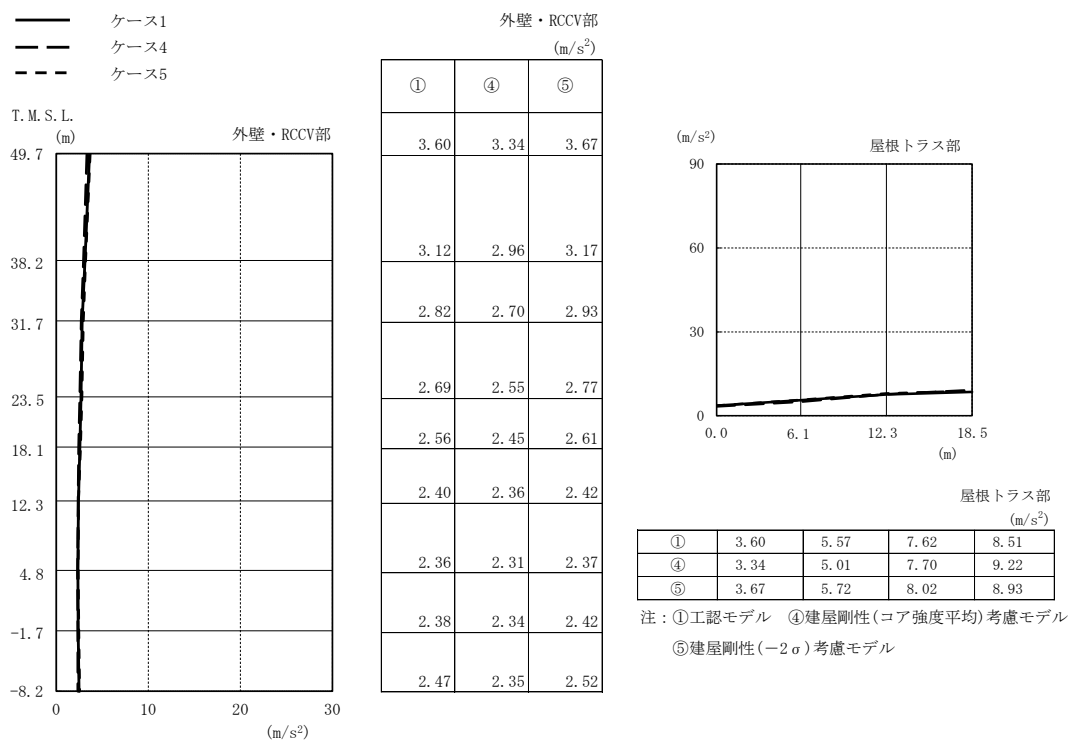 ケース1
ケース4
ケース5
T.M.S.L.
(m)
外壁・RCCV部
49.7
38.2
31.7
23.5
18.1
12.3
4.8
-1.7
-8.2
0 10 20 30
(m/s²)
外壁・RCCV部
(m/s²)
① ④ ⑤
3.60 3.34 3.67
3.12 2.96 3.17
2.82 2.70 2.93
2.69 2.55 2.77
2.56 2.45 2.61
2.40 2.36 2.42
2.36 2.31 2.37
2.38 2.34 2.42
2.47 2.35 2.52
(m/s²)
屋根トラス部
90
60
30
0
0.0 6.1 12.3 18.5
(m)
屋根トラス部
(m/s²)
① 3.60 5.57 7.62 8.51
④ 3.34 5.01 7.70 9.22
⑤ 3.67 5.72 8.02 8.93
注：①工認モデル ④建屋剛性(コア強度平均)考慮モデル
⑤建屋剛性(－2σ)考慮モデル